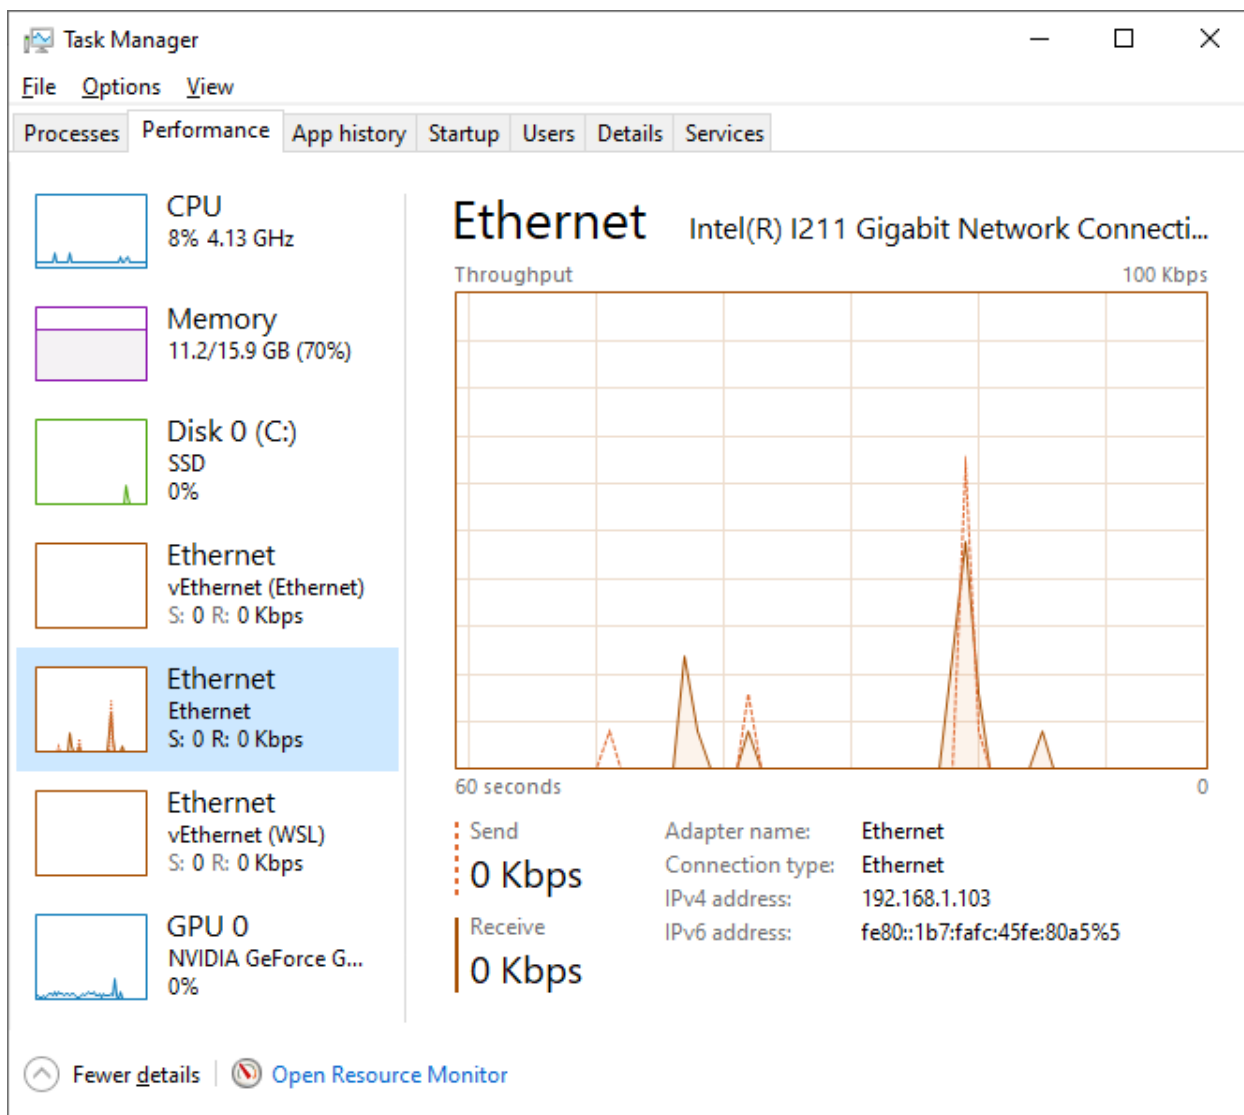 Task Manager
File Options View
Processes Performance App history Startup Users Details Services
CPU
8% 4.13 GHz
Memory
11.2/15.9 GB (70%)
Disk 0 (C:)
SSD
0%
Ethernet
vEthernet (Ethernet)
S: 0 R: 0 Kbps
Ethernet
Ethernet
S: 0 R: 0 Kbps
Ethernet
vEthernet (WSL)
S: 0 R: 0 Kbps
GPU 0
NVIDIA GeForce G...
0%
Ethernet Intel(R) I211 Gigabit Network Connecti...
Throughput 100 Kbps
60 seconds 0
Send
0 Kbps
Receive
0 Kbps
Adapter name: Ethernet
Connection type: Ethernet
IPv4 address: 192.168.1.103
IPv6 address: fe80::1b7:fafc:45fe:80a5%5
Fewer details Open Resource Monitor